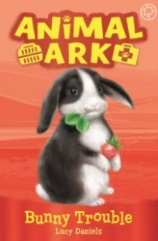 ANIMAL
ARK
Bunny Trouble
Lucy Daniels